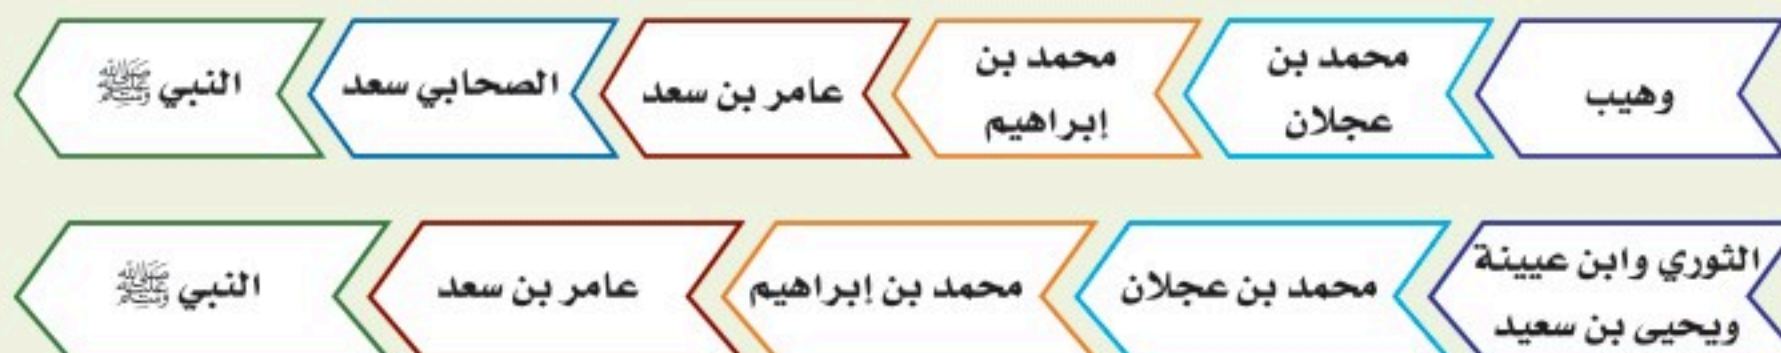 وهيب
محمد بن
عجلان
محمد بن
إبراهيم
عامر بن سعد
الصحابي سعد
النبي ﷺ
الثوري وابن عيينة
ويحيى بن سعيد
محمد بن عجلان
محمد بن إبراهيم
عامر بن سعد
النبي ﷺ